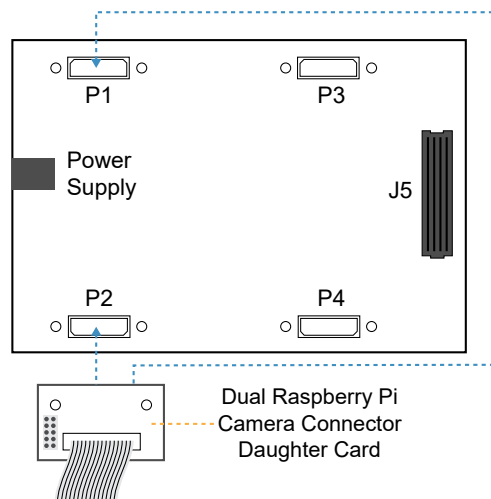 P1
P3
Power
Supply
J5
P2
P4
Dual Raspberry Pi
Camera Connector
Daughter Card